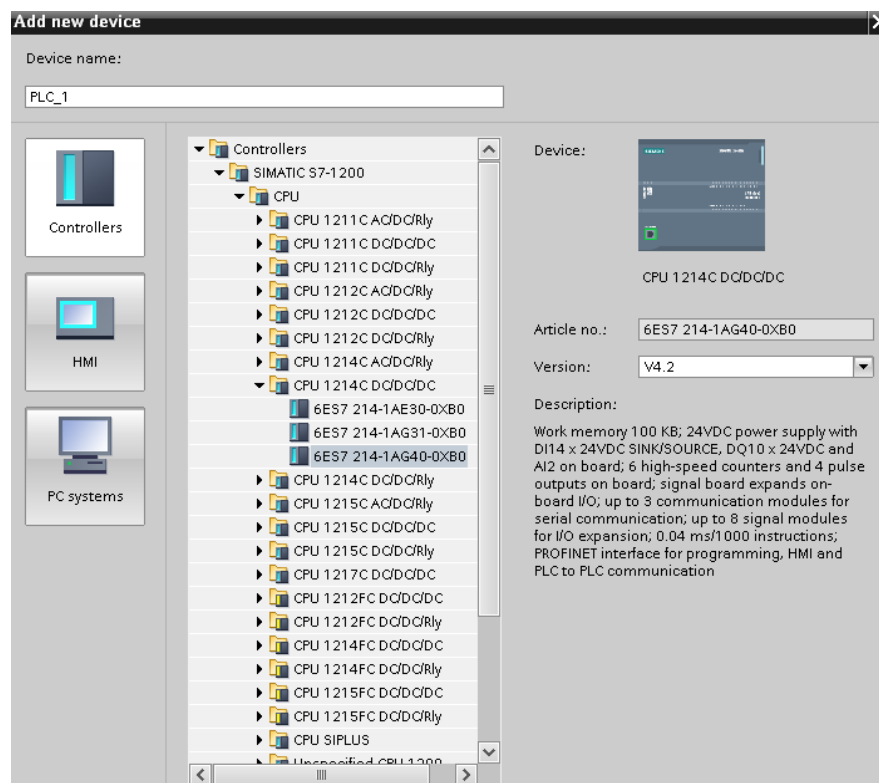 Add new device
Device name:
PLC_1
Controllers
HMI
PC systems
Controllers
SIMATIC S7-1200
CPU
CPU 1211C AC/DC/Rly
CPU 1211C DC/DC/DC
CPU 1211C DC/DC/Rly
CPU 1212C AC/DC/Rly
CPU 1212C DC/DC/DC
CPU 1212C DC/DC/Rly
CPU 1214C AC/DC/Rly
CPU 1214C DC/DC/DC
6ES7 214-1AE30-0XB0
6ES7 214-1AG31-0XB0
6ES7 214-1AG40-0XB0
CPU 1214C DC/DC/Rly
CPU 1215C AC/DC/Rly
CPU 1215C DC/DC/DC
CPU 1215C DC/DC/Rly
CPU 1217C DC/DC/DC
CPU 1212FC DC/DC/DC
CPU 1212FC DC/DC/Rly
CPU 1214FC DC/DC/DC
CPU 1214FC DC/DC/Rly
CPU 1215FC DC/DC/DC
CPU 1215FC DC/DC/Rly
CPU SIPLUS
Unspecified CPU 1200
Device:
SIEMENS
CPU 1214C DC/DC/DC
Article no.:
6ES7 214-1AG40-0XB0
Version:
V4.2
Description:
Work memory 100 KB; 24VDC power supply with
DI14 x 24VDC SINK/SOURCE, DQ10 x 24VDC and
AI2 on board; 6 high-speed counters and 4 pulse
outputs on board; signal board expands on-
board I/O; up to 3 communication modules for
serial communication; up to 8 signal modules
for I/O expansion; 0.04 ms/1000 instructions;
PROFINET interface for programming, HMI and
PLC to PLC communication